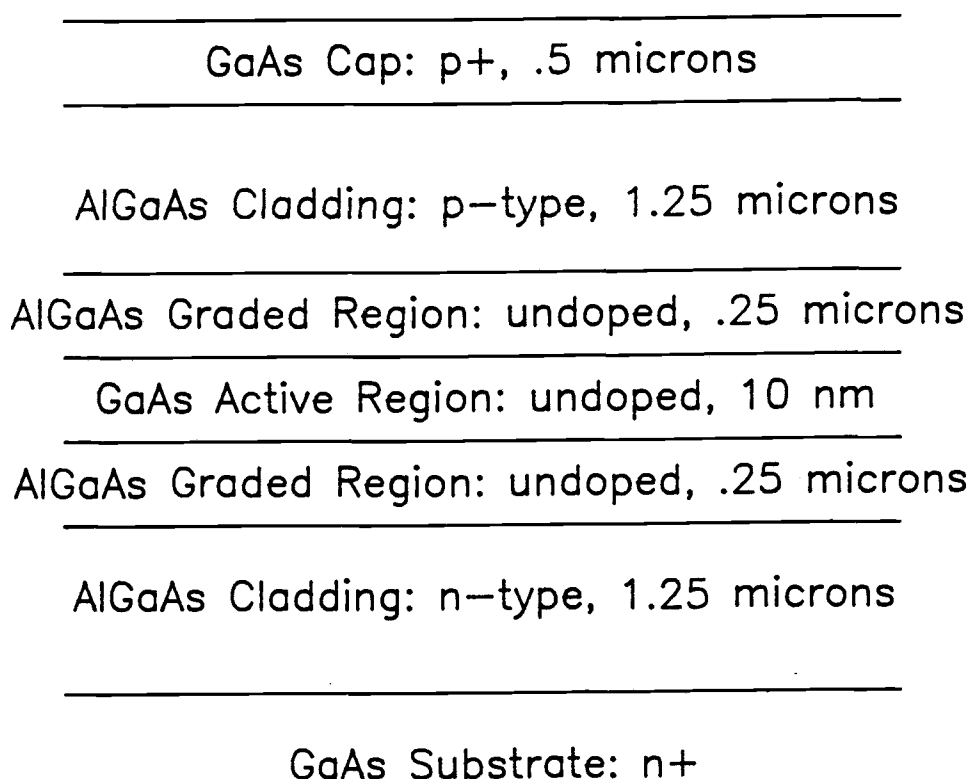 GaAs Cap: p+, .5 microns
AlGaAs Cladding: p-type, 1.25 microns
AlGaAs Graded Region: undoped, .25 microns
GaAs Active Region: undoped, 10 nm
AlGaAs Graded Region: undoped, .25 microns
AlGaAs Cladding: n-type, 1.25 microns
GaAs Substrate: n+